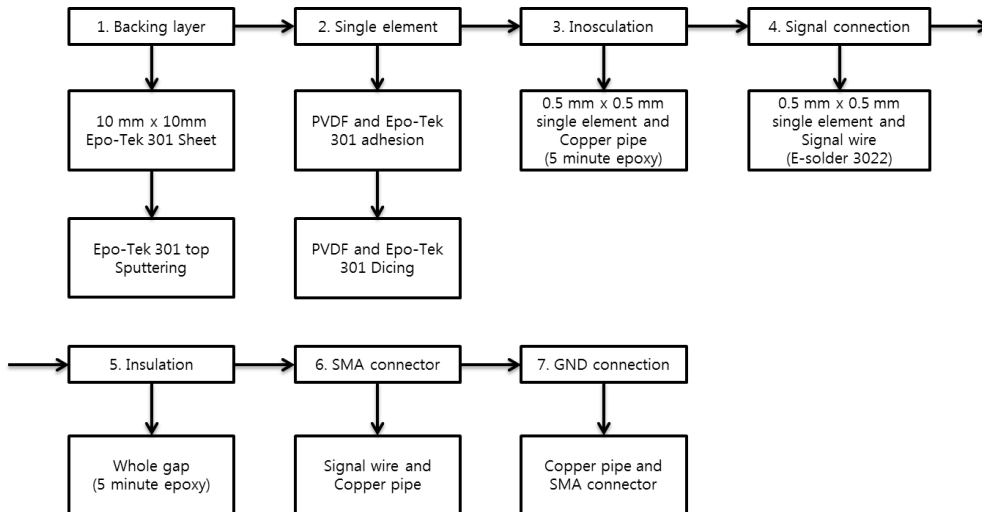 1. Backing layer
2. Single element
3. Inosculation
4. Signal connection
10 mm x 10mm
Epo-Tek 301 Sheet
PVDF and Epo-Tek
301 adhesion
0.5 mm x 0.5 mm
single element and
Copper pipe
(5 minute epoxy)
0.5 mm x 0.5 mm
single element and
Signal wire
(E-solder 3022)
Epo-Tek 301 top
Sputtering
PVDF and Epo-Tek
301 Dicing
5. Insulation
6. SMA connector
7. GND connection
Whole gap
(5 minute epoxy)
Signal wire and
Copper pipe
Copper pipe and
SMA connector